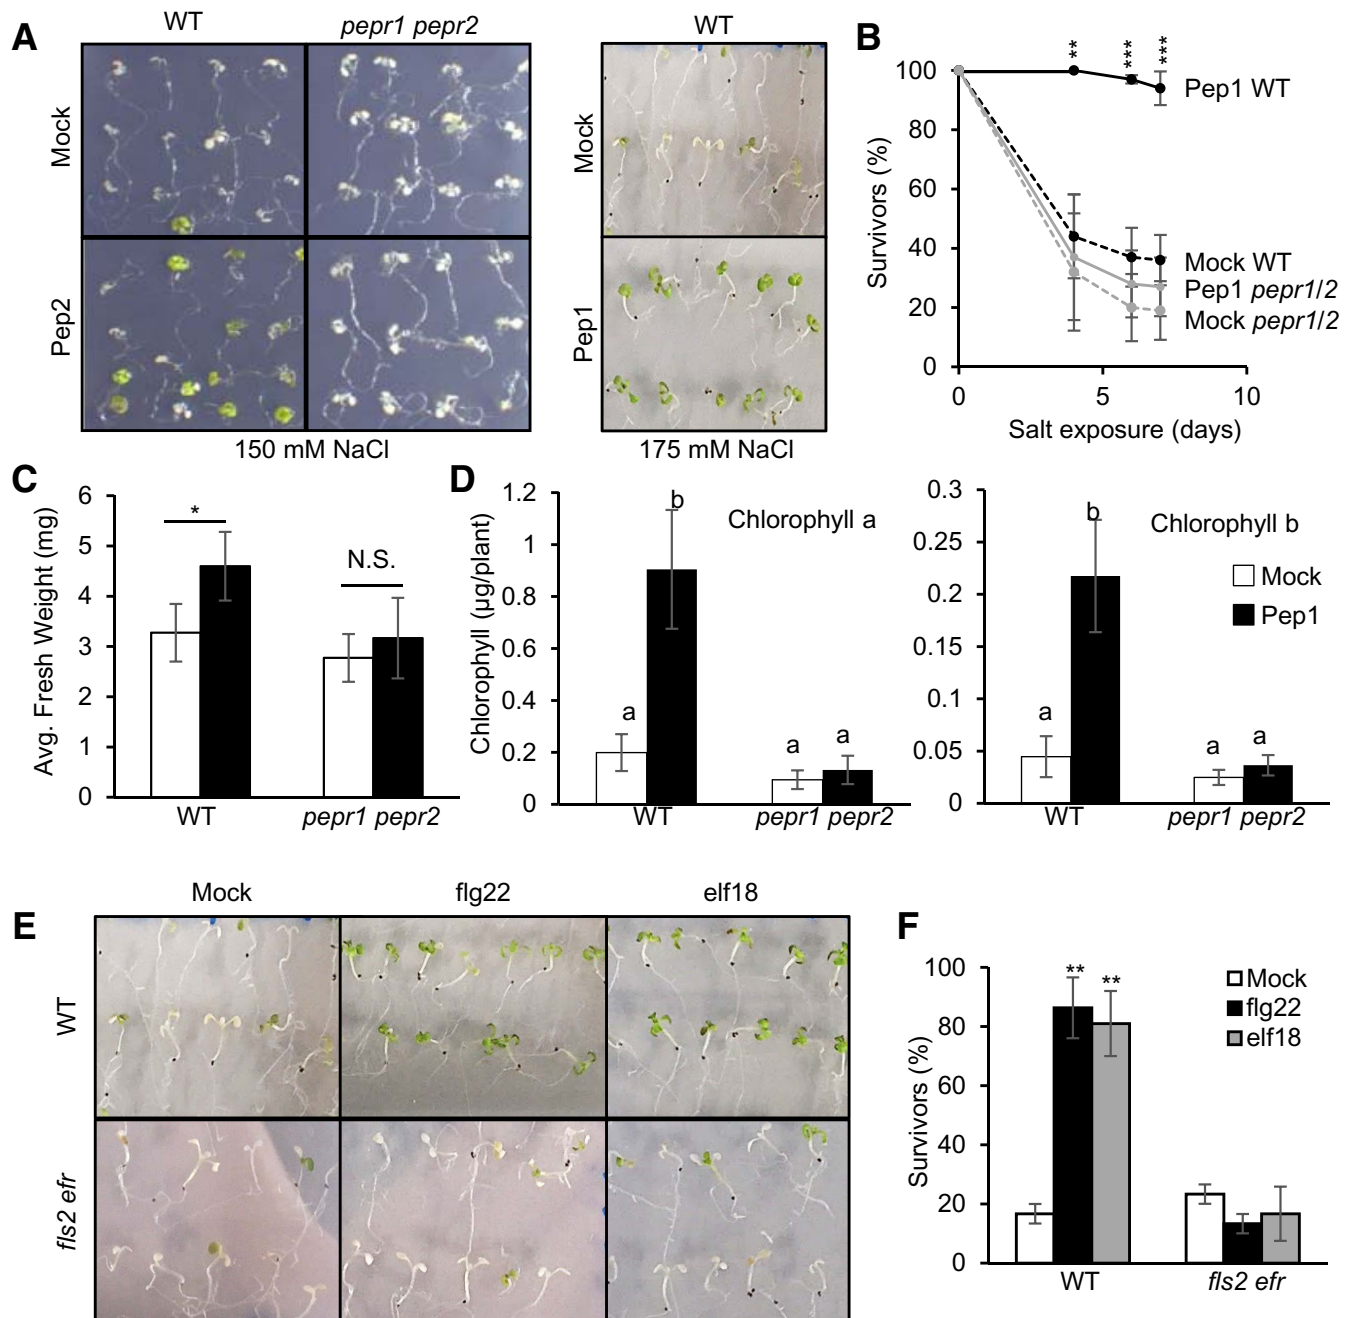 A
WT
pepr1 pepr2
WT
Mock
Pep2
Mock
Pep1
150 mM NaCl
175 mM NaCl
B
Survivors (%)
100
80
60
40
20
0
0
5
10
Salt exposure (days)
**
***
***
Pep1 WT
Mock WT
Pep1 pepr1/2
Mock pepr1/2
C
Avg. Fresh Weight (mg)
6
5
4
3
2
1
0
*
N.S.
WT
pepr1 pepr2
D
Chlorophyll (µg/plant)
1.2
1
0.8
0.6
0.4
0.2
0
Chlorophyll a
a
b
a
a
WT
pepr1 pepr2
0.3
0.25
0.2
0.15
0.1
0.05
0
Chlorophyll b
Mock
Pep1
a
b
a
a
WT
pepr1 pepr2
E
Mock
flg22
elf18
WT
fls2 efr
F
Survivors (%)
100
80
60
40
20
0
**
**
Mock
flg22
elf18
WT
fls2 efr